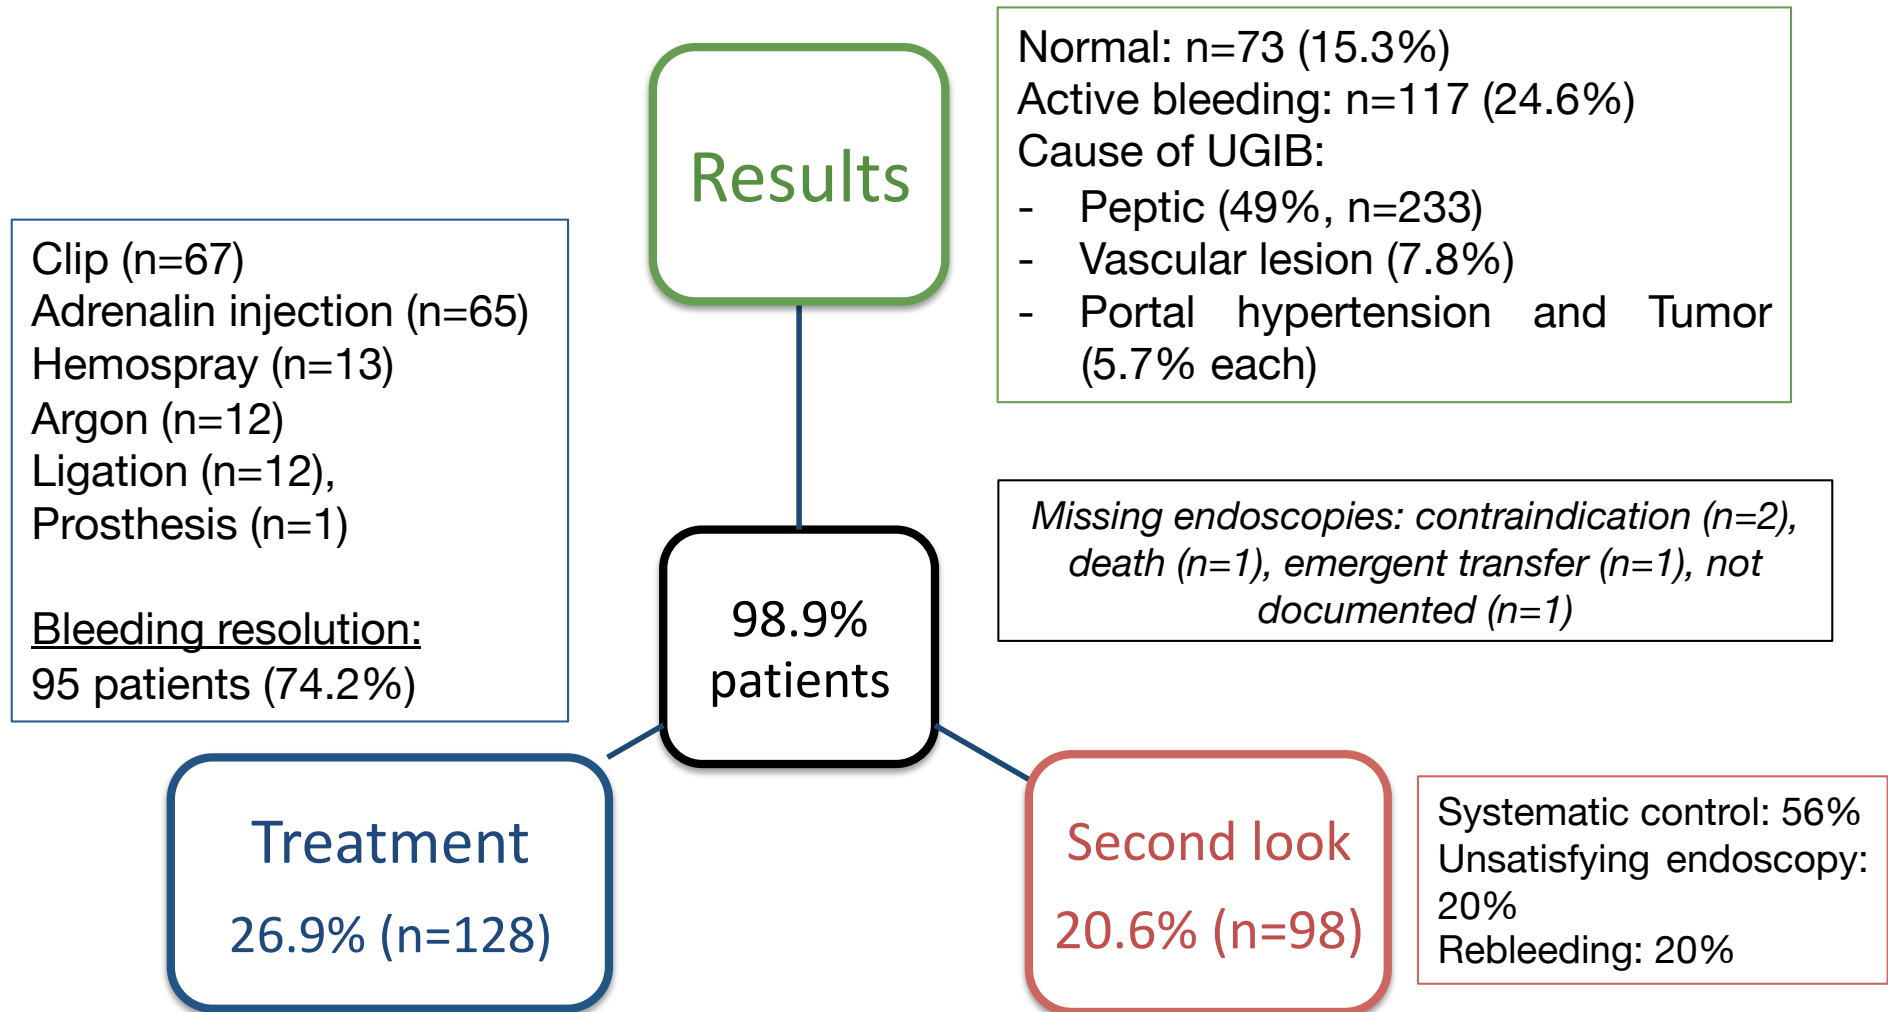 Results
Normal: n=73 (15.3%)
Active bleeding: n=117 (24.6%)
Cause of UGIB:
- Peptic (49%, n=233)
- Vascular lesion (7.8%)
- Portal hypertension and Tumor
(5.7% each)
Clip (n=67)
Adrenalin injection (n=65)
Hemospray (n=13)
Argon (n=12)
Ligation (n=12),
Prosthesis (n=1)
Bleeding resolution:
95 patients (74.2%)
Missing endoscopies: contraindication (n=2),
death (n=1), emergent transfer (n=1), not
documented (n=1)
98.9%
patients
Treatment
26.9% (n=128)
Second look
20.6% (n=98)
Systematic control: 56%
Unsatisfying endoscopy:
20%
Rebleeding: 20%